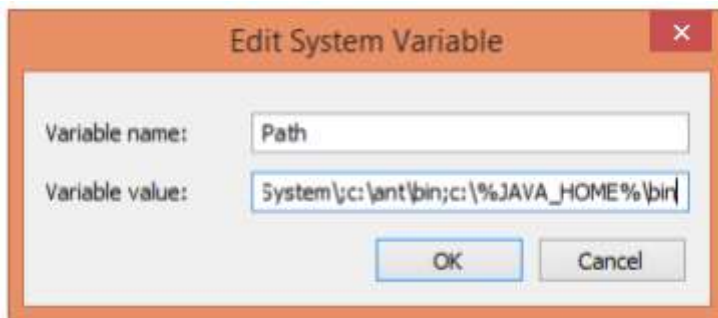 Edit System Variable
Variable name: Path
Variable value: System\;c:\ant\bin;c:\%JAVA_HOME%\bin
OK Cancel